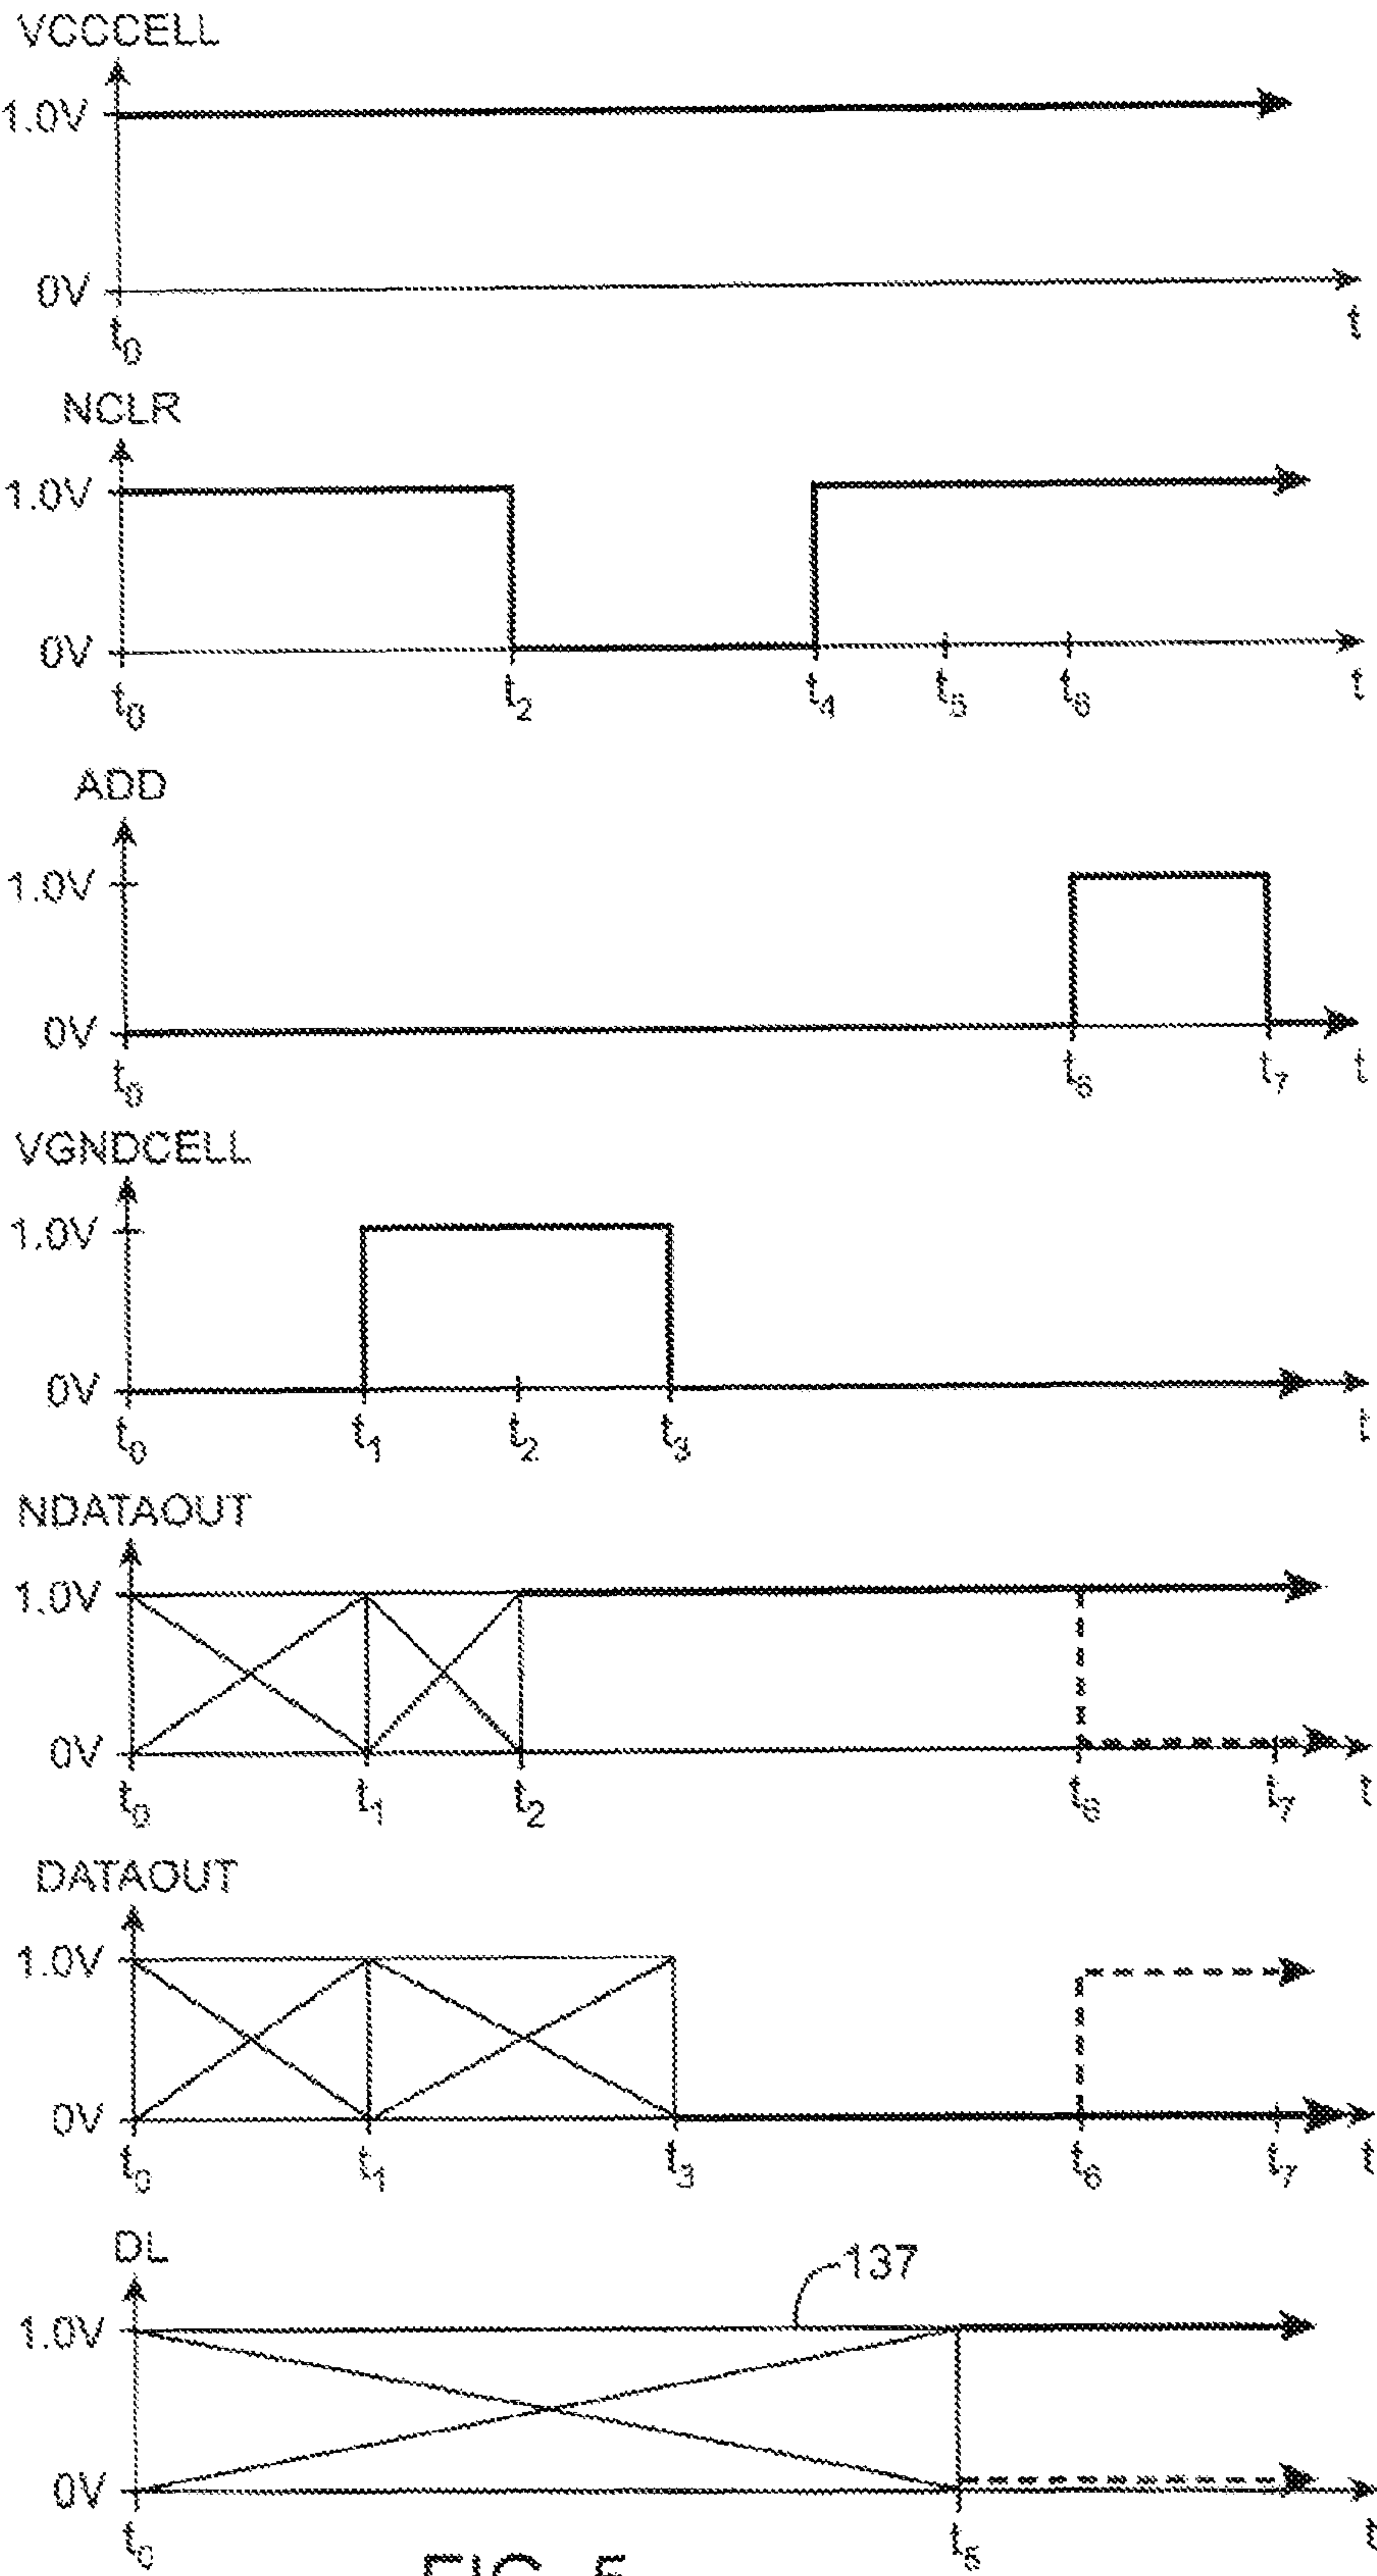 VCCCELL
1.0V
0V
t0 t
NCLR
1.0V
0V
t0 t2 t4 t5 t6 t
ADD
1.0V
0V
t0 t6 t7 t
VGNDCELL
1.0V
0V
t0 t1 t2 t3 t
NDATAOUT
1.0V
0V
t0 t1 t2 t6 t7 t
DATAOUT
1.0V
0V
t0 t1 t3 t6 t7 t
DL
137
1.0V
0V
t0 t5 t
FIG. 5